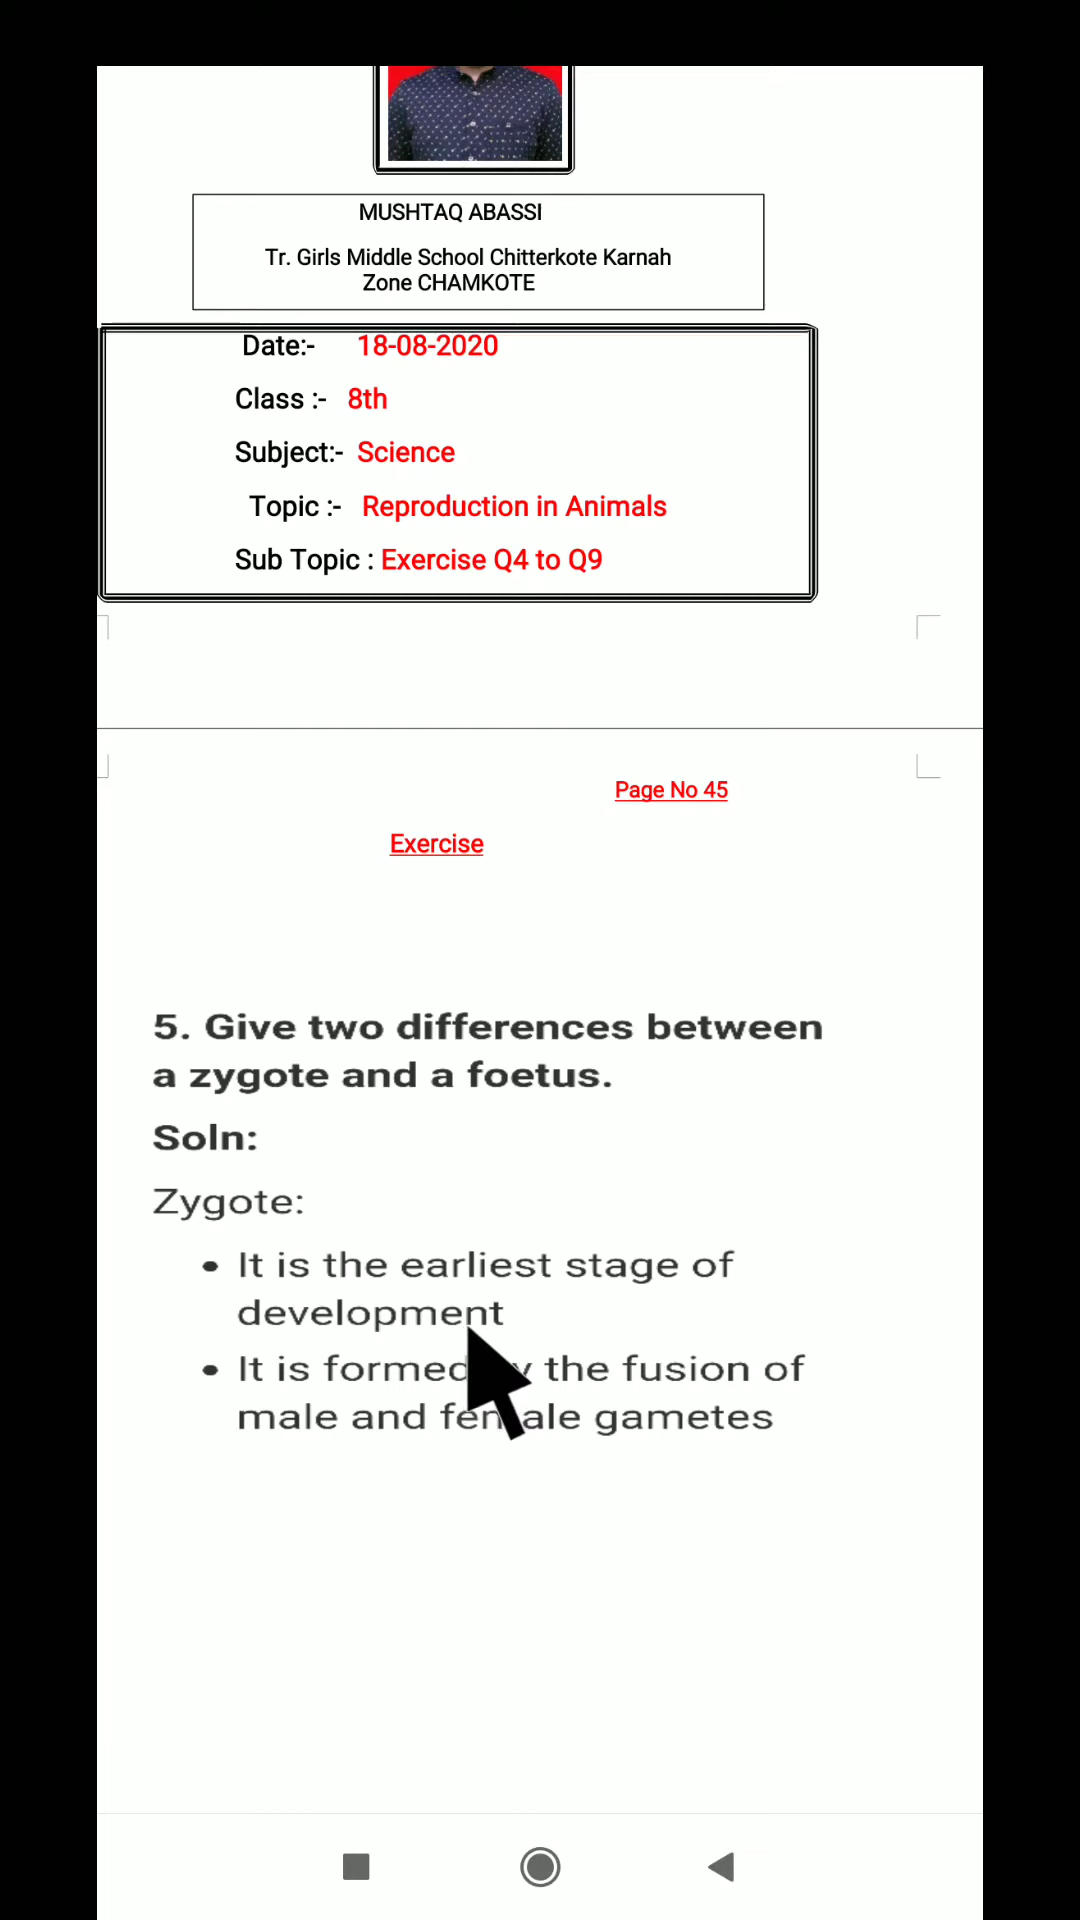 MUSHTAQ ABASSI
Tr. Girls Middle School Chitterkote Karnah
Zone CHAMKOTE
Date:- 18-08-2020
Class :- 8th
Subject:- Science
Topic :- Reproduction in Animals
Sub Topic : Exercise Q4 to Q9
Page No 45
Exercise
5. Give two differences between
a zygote and a foetus.
Soln:
Zygote:
• It is the earliest stage of
development
• It is formed by the fusion of
male and female gametes